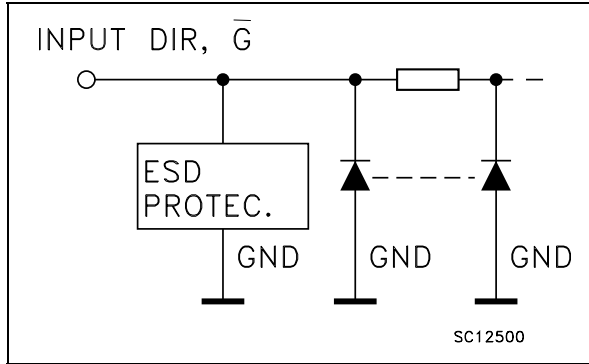 INPUT DIR, G̅
ESD
PROTEC.
GND
GND
GND
SC12500